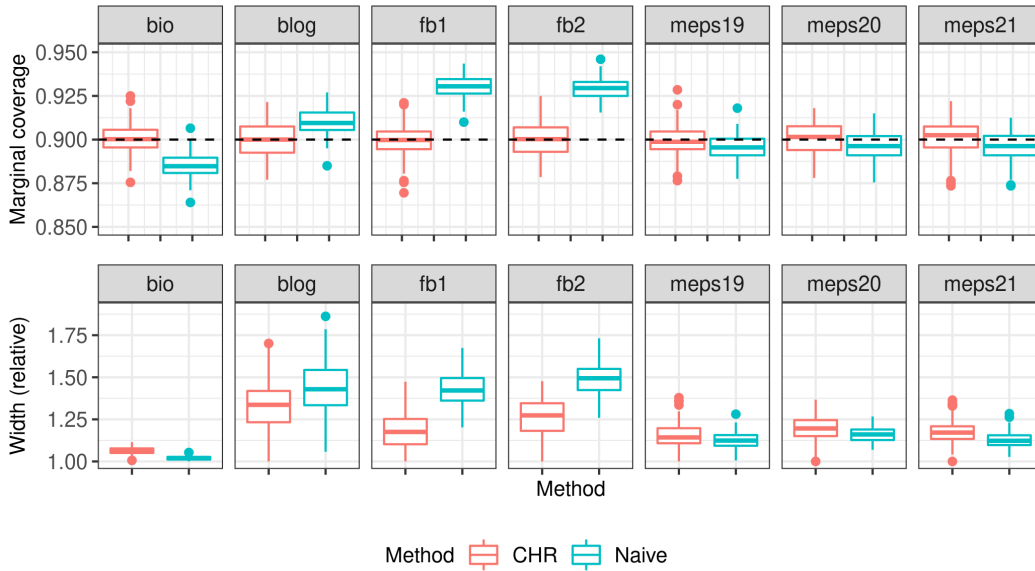 bio blog fb1 fb2 meps19 meps20 meps21
Marginal coverage
0.950
0.925
0.900
0.875
0.850
bio blog fb1 fb2 meps19 meps20 meps21
Width (relative)
1.75
1.50
1.25
1.00
Method
Method CHR Naive